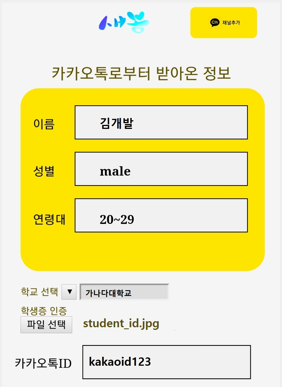 새봄
채널추가
카카오톡로부터 받아온 정보
이름 김개발
성별 male
연령대 20~29
학교 선택 ▼ 가나다대학교
학생증 인증
파일 선택 student_id.jpg
카카오톡ID kakaoid123